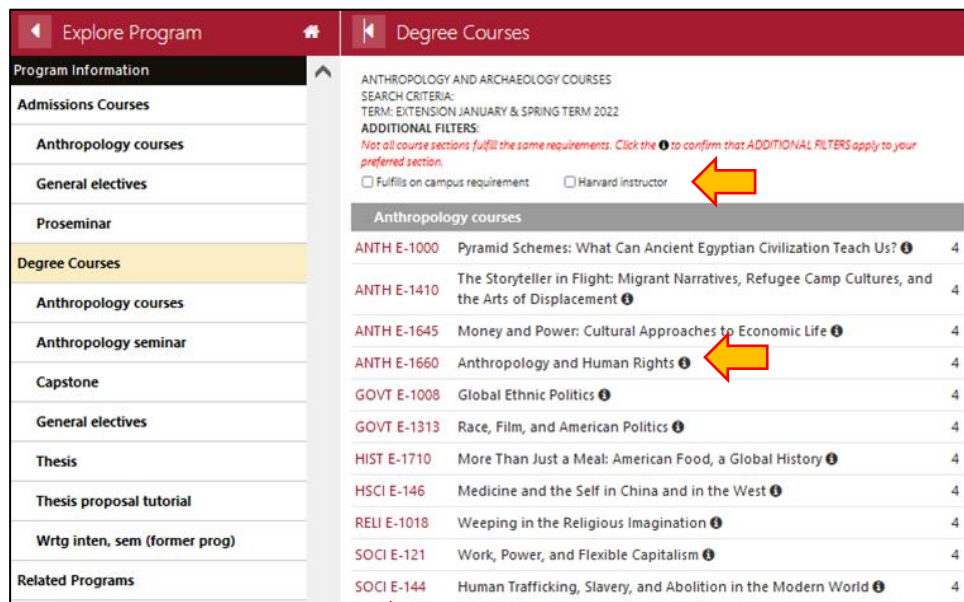 Explore Program
Program Information
Admissions Courses
Anthropology courses
General electives
Proseminar
Degree Courses
Anthropology courses
Anthropology seminar
Capstone
General electives
Thesis
Thesis proposal tutorial
Wrtg inten, sem (former prog)
Related Programs
Degree Courses
ANTHROPOLOGY AND ARCHAEOLOGY COURSES
SEARCH CRITERIA:
TERM: EXTENSION JANUARY & SPRING TERM 2022
ADDITIONAL FILTERS:
Not all course sections fulfill the same requirements. Click the i to confirm that ADDITIONAL FILTERS apply to your
preferred section.
Fulfills on campus requirement Harvard instructor
Anthropology courses
ANTH E-1000 Pyramid Schemes: What Can Ancient Egyptian Civilization Teach Us? i 4
ANTH E-1410 The Storyteller in Flight: Migrant Narratives, Refugee Camp Cultures, and
the Arts of Displacement i 4
ANTH E-1645 Money and Power: Cultural Approaches to Economic Life i 4
ANTH E-1660 Anthropology and Human Rights i 4
GOVT E-1008 Global Ethnic Politics i 4
GOVT E-1313 Race, Film, and American Politics i 4
HIST E-1710 More Than Just a Meal: American Food, a Global History i 4
HSCI E-146 Medicine and the Self in China and in the West i 4
RELI E-1018 Weeping in the Religious Imagination i 4
SOCI E-121 Work, Power, and Flexible Capitalism i 4
SOCI E-144 Human Trafficking, Slavery, and Abolition in the Modern World i 4